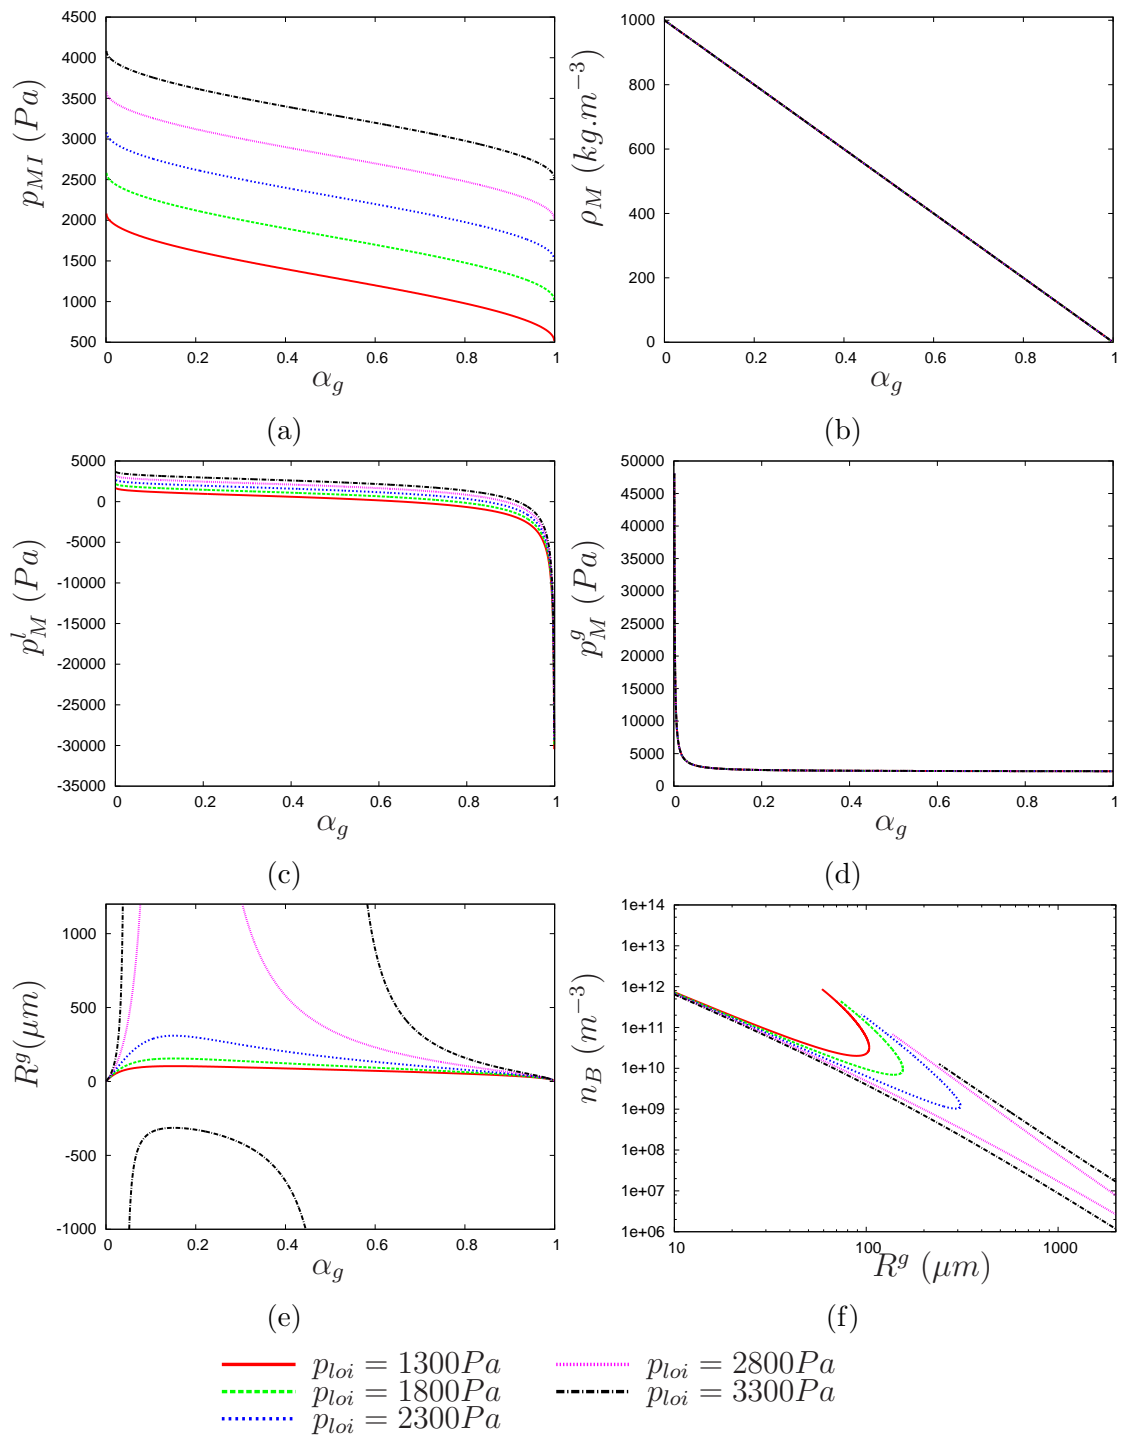 4500
4000
3500
3000
2500
2000
1500
1000
500
0 0.2 0.4 0.6 0.8 1
p_{MI} (Pa)
α_g
(a)
1000
800
600
400
200
0
0 0.2 0.4 0.6 0.8 1
ρ_M (kg.m^{−3})
α_g
(b)
5000
0
-5000
-10000
-15000
-20000
-25000
-30000
-35000
0 0.2 0.4 0.6 0.8 1
p_M^l (Pa)
α_g
(c)
50000
45000
40000
35000
30000
25000
20000
15000
10000
5000
0
0 0.2 0.4 0.6 0.8 1
p_M^g (Pa)
α_g
(d)
1000
500
0
-500
-1000
0 0.2 0.4 0.6 0.8 1
R^g(μm)
α_g
(e)
1e+14
1e+13
1e+12
1e+11
1e+10
1e+09
1e+08
1e+07
1e+06
10 100 1000
n_B (m^{−3})
R^g (μm)
(f)
p_{loi} = 1300Pa
p_{loi} = 1800Pa
p_{loi} = 2300Pa
p_{loi} = 2800Pa
p_{loi} = 3300Pa